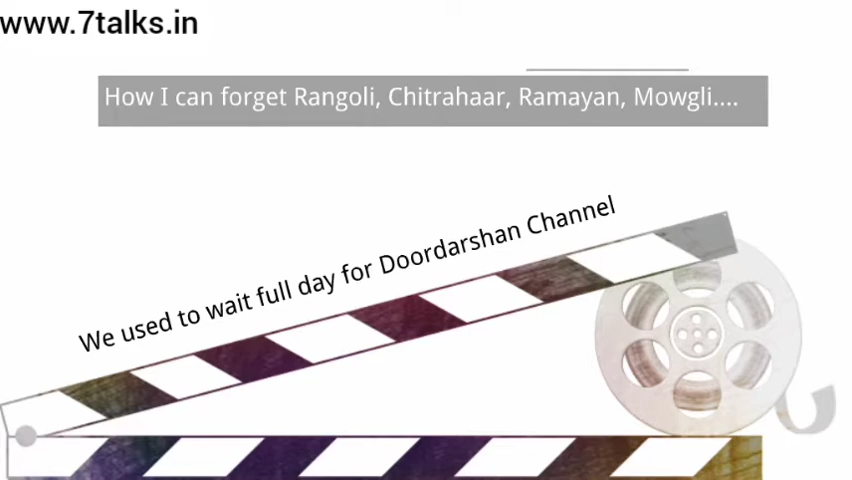 www.7talks.in
How I can forget Rangoli, Chitrahaar, Ramayan, Mowgli....
We used to wait full day for Doordarshan Channel